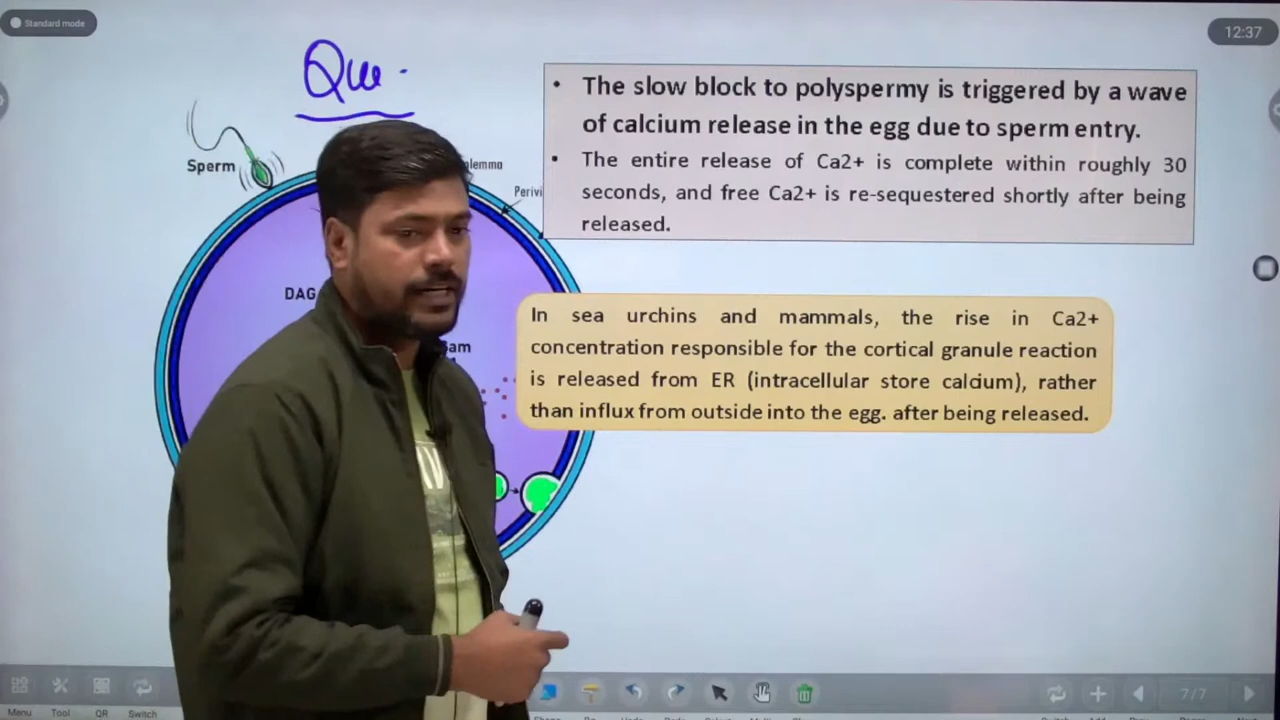 Standard mode
12:37
Que.
• The slow block to polyspermy is triggered by a wave
of calcium release in the egg due to sperm entry.
• The entire release of Ca2+ is complete within roughly 30
seconds, and free Ca2+ is re-sequestered shortly after being
released.
Sperm
DAG
In sea urchins and mammals, the rise in Ca2+
concentration responsible for the cortical granule reaction
is released from ER (intracellular store calcium), rather
than influx from outside into the egg. after being released.
7/7
Menu Tool QR Switch